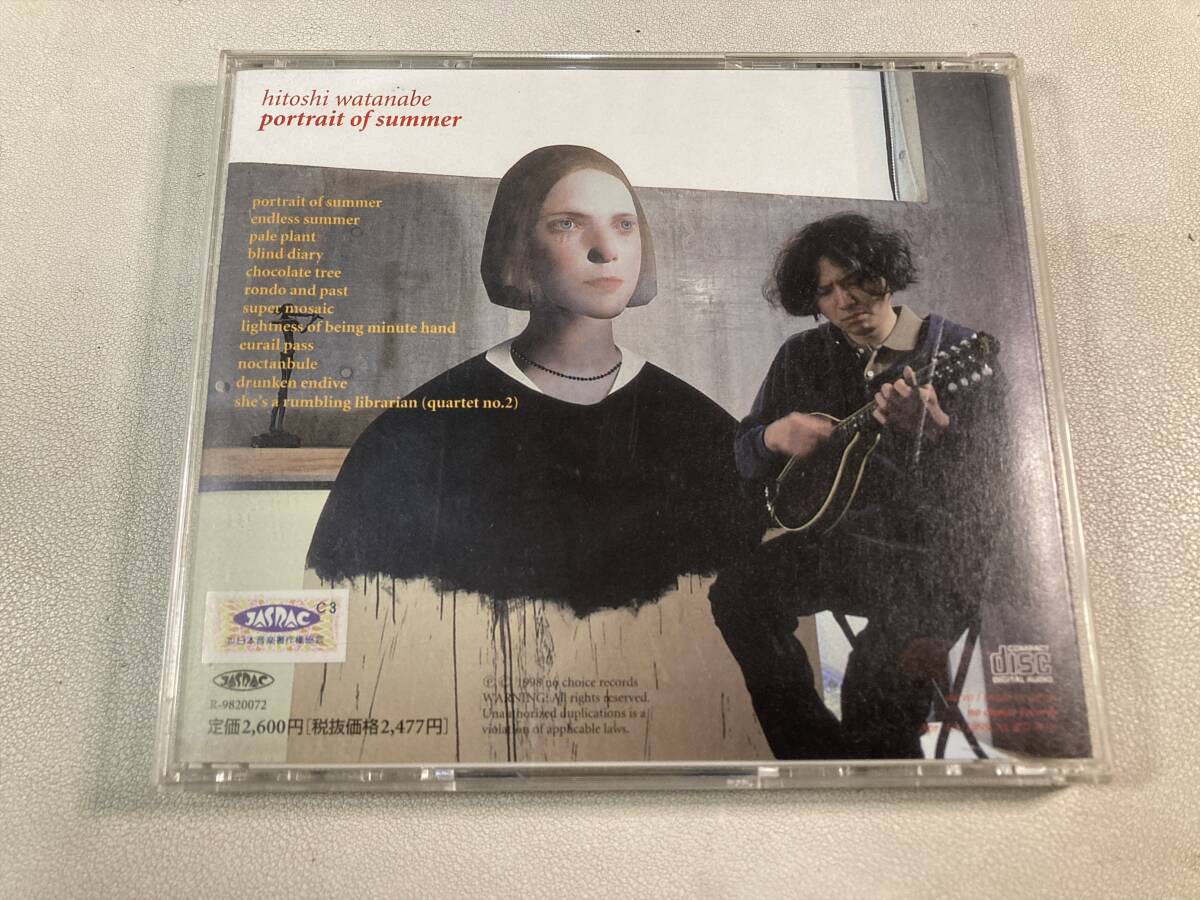 hitoshi watanabe
portrait of summer
portrait of summer
endless summer
pale plant
blind diary
chocolate tree
rondo and past
super mosaic
lightness of being minute hand
eurail pass
noctanbule
drunken endive
she's a rumbling librarian (quartet no.2)
JASRAC C3
日本音楽著作権協会
JASRAC
R-9820072
定価2,600円[税抜価格2,477円]
Ⓟ © 1998 no choice records
WARNING: All rights reserved.
Unauthorized duplications is a
violation of applicable laws.
COMPACT
disc
DIGITAL AUDIO